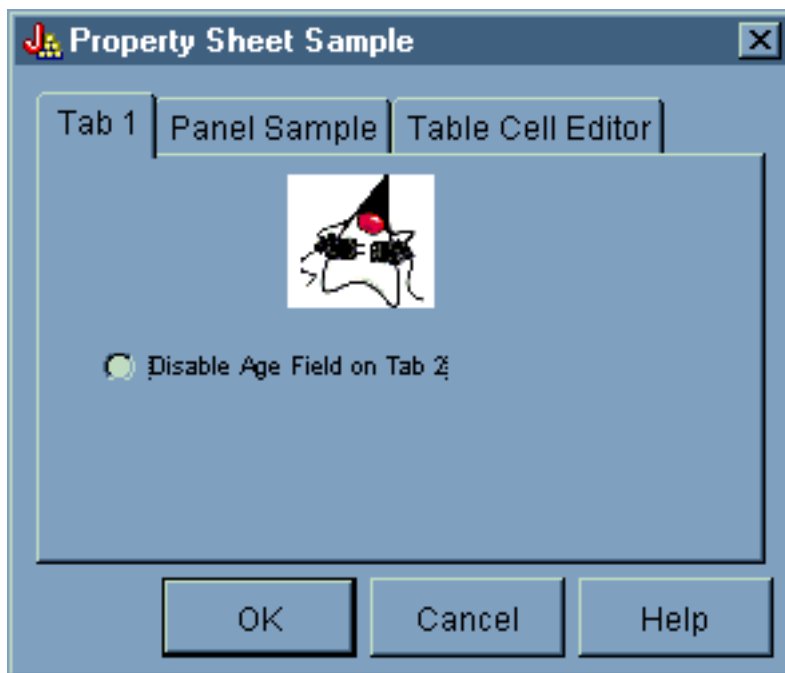 Property Sheet Sample
Tab 1 Panel Sample Table Cell Editor
Disable Age Field on Tab 2
OK Cancel Help